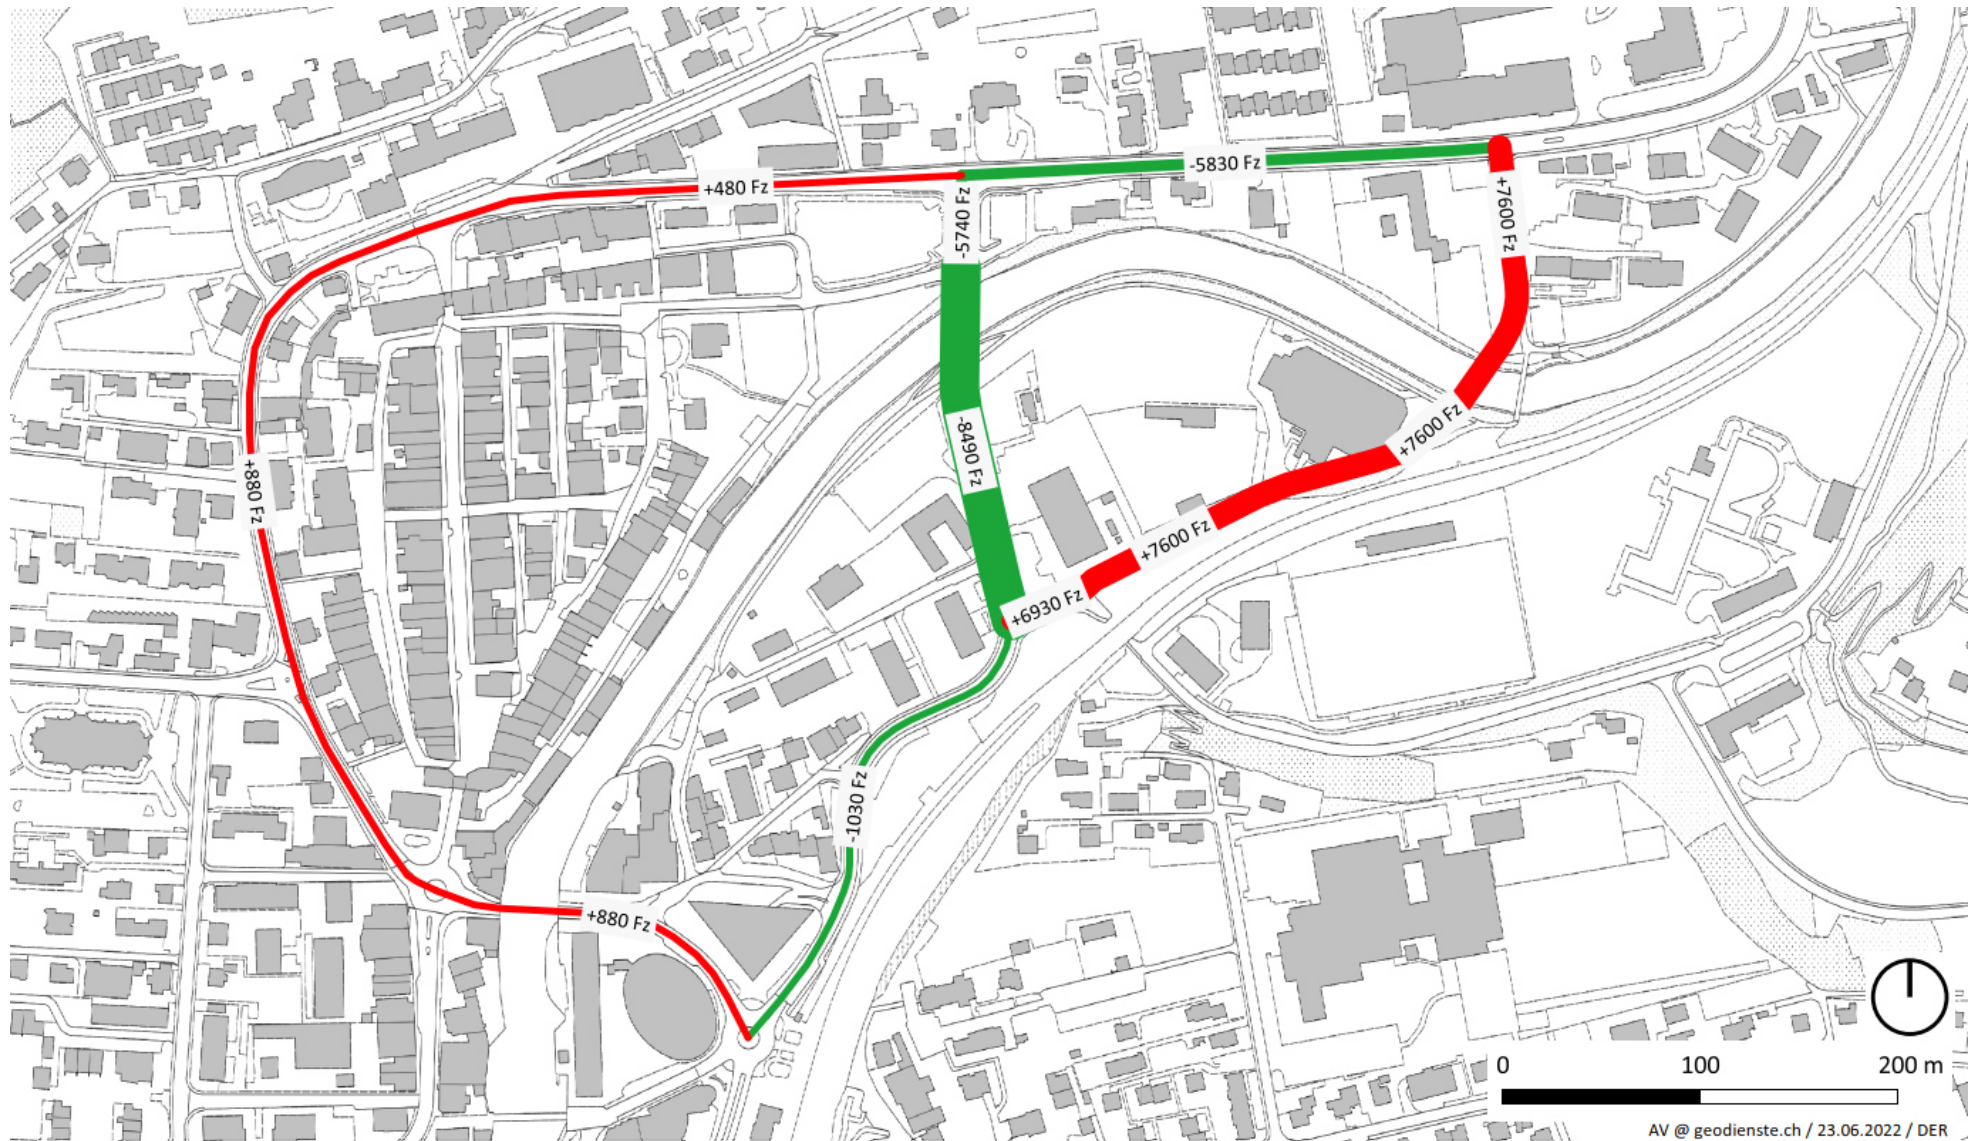 -5830 Fz
+480 Fz
-5740 Fz
+7600 Fz
+7600 Fz
-8490 Fz
+880 Fz
+7600 Fz
+6930 Fz
-1030 Fz
+880 Fz
0 100 200 m
AV @ geodienste.ch / 23.06.2022 / DER